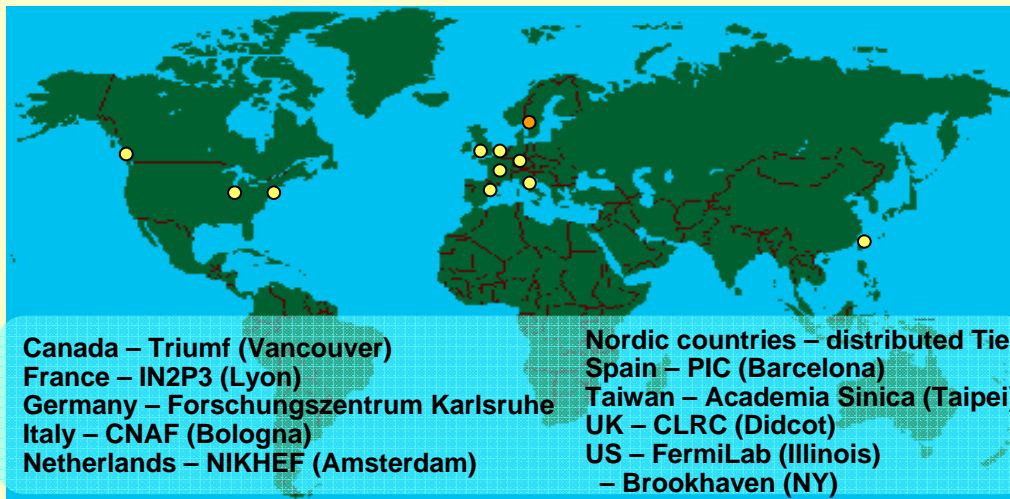 Canada – Triumf (Vancouver)
France – IN2P3 (Lyon)
Germany – Forschungszentrum Karlsruhe
Italy – CNAF (Bologna)
Netherlands – NIKHEF (Amsterdam)
Nordic countries – distributed Tie
Spain – PIC (Barcelona)
Taiwan – Academia Sinica (Taipei)
UK – CLRC (Didcot)
US – FermiLab (Illinois)
– Brookhaven (NY)